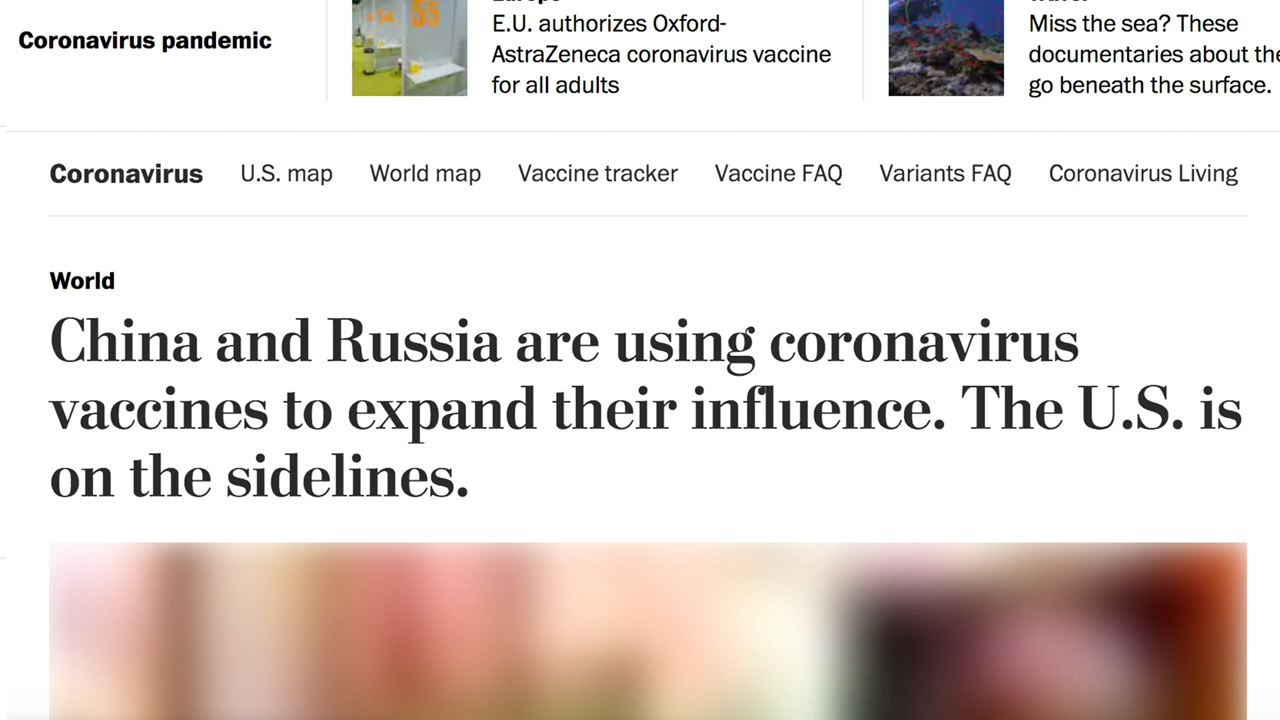 Coronavirus pandemic
55
Europe
E.U. authorizes Oxford-
AstraZeneca coronavirus vaccine
for all adults
Miss the sea? These
documentaries about the
go beneath the surface.
Coronavirus U.S. map World map Vaccine tracker Vaccine FAQ Variants FAQ Coronavirus Living
World
China and Russia are using coronavirus
vaccines to expand their influence. The U.S. is
on the sidelines.